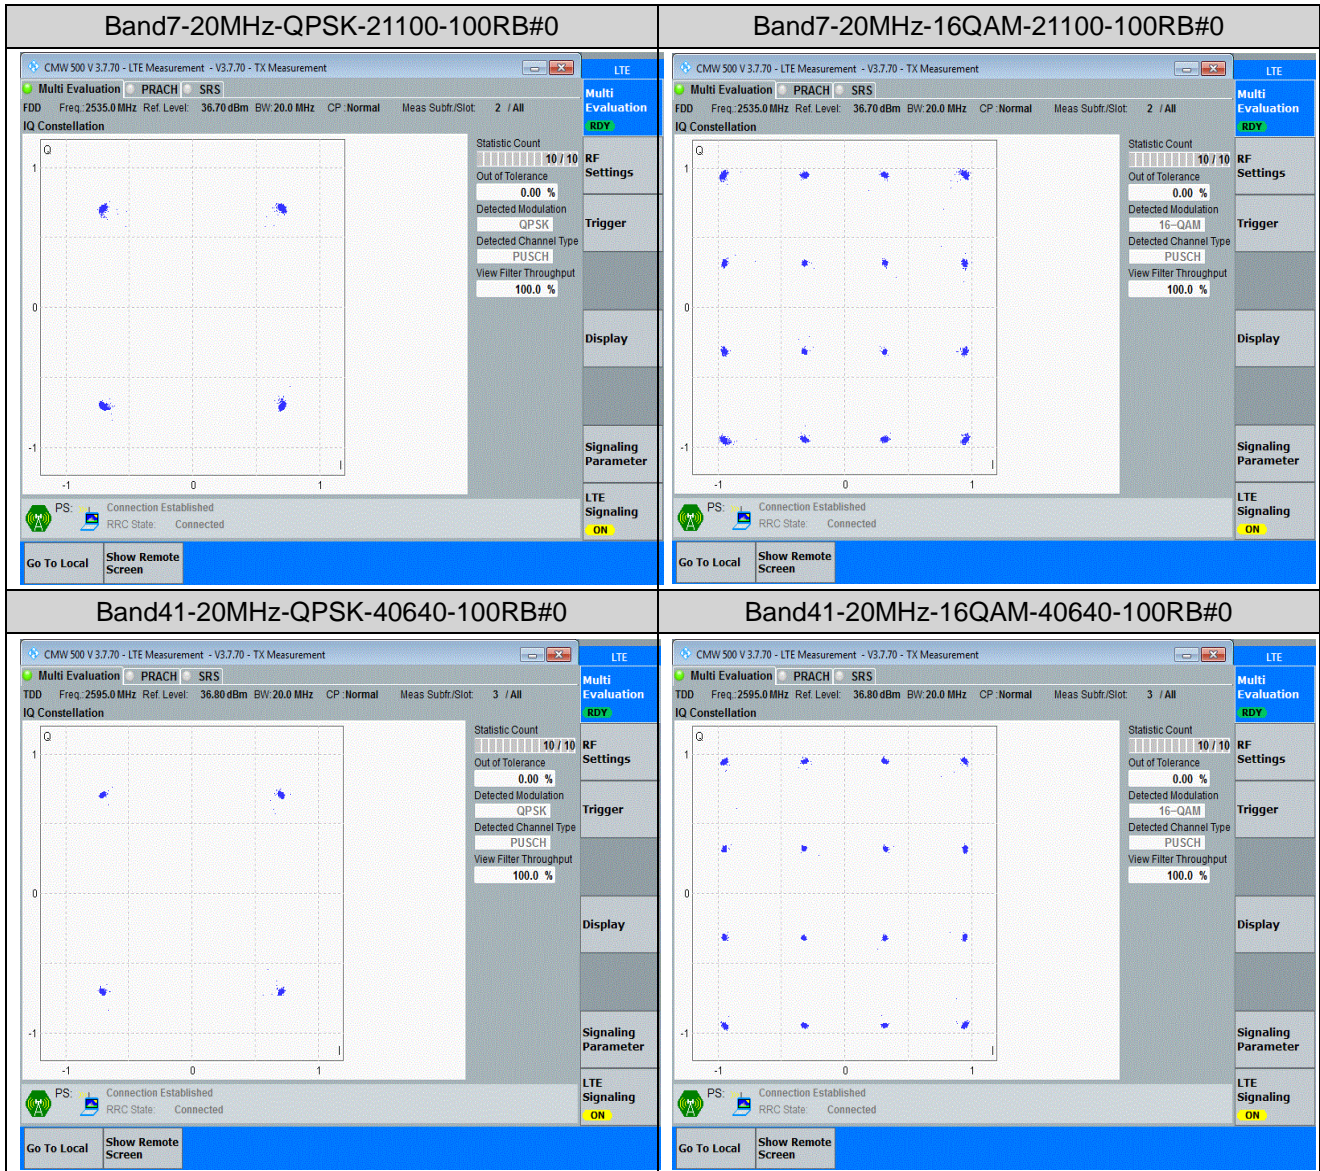 Band7-20MHz-QPSK-21100-100RB#0
CMW 500 V 3.7.70 - LTE Measurement - V3.7.70 - TX Measurement
LTE
Multi Evaluation PRACH SRS
FDD Freq.:2535.0 MHz Ref. Level: 36.70 dBm BW:20.0 MHz CP :Normal Meas Subfr./Slot: 2 / All
IQ Constellation
Q
1
0
-1
-1 0 1
I
Statistic Count
10 / 10
Out of Tolerance
0.00 %
Detected Modulation
QPSK
Detected Channel Type
PUSCH
View Filter Throughput
100.0 %
Multi
Evaluation
RDY
RF
Settings
Trigger
Display
Signaling
Parameter
LTE
Signaling
ON
PS: Connection Established
RRC State: Connected
Go To Local
Show Remote
Screen
Band7-20MHz-16QAM-21100-100RB#0
CMW 500 V 3.7.70 - LTE Measurement - V3.7.70 - TX Measurement
LTE
Multi Evaluation PRACH SRS
FDD Freq.:2535.0 MHz Ref. Level: 36.70 dBm BW:20.0 MHz CP :Normal Meas Subfr./Slot: 2 / All
IQ Constellation
Q
1
0
-1
-1 0 1
I
Statistic Count
10 / 10
Out of Tolerance
0.00 %
Detected Modulation
16-QAM
Detected Channel Type
PUSCH
View Filter Throughput
100.0 %
Multi
Evaluation
RDY
RF
Settings
Trigger
Display
Signaling
Parameter
LTE
Signaling
ON
PS: Connection Established
RRC State: Connected
Go To Local
Show Remote
Screen
Band41-20MHz-QPSK-40640-100RB#0
CMW 500 V 3.7.70 - LTE Measurement - V3.7.70 - TX Measurement
LTE
Multi Evaluation PRACH SRS
TDD Freq.:2595.0 MHz Ref. Level: 36.80 dBm BW:20.0 MHz CP :Normal Meas Subfr./Slot: 3 / All
IQ Constellation
Q
1
0
-1
-1 0 1
I
Statistic Count
10 / 10
Out of Tolerance
0.00 %
Detected Modulation
QPSK
Detected Channel Type
PUSCH
View Filter Throughput
100.0 %
Multi
Evaluation
RDY
RF
Settings
Trigger
Display
Signaling
Parameter
LTE
Signaling
ON
PS: Connection Established
RRC State: Connected
Go To Local
Show Remote
Screen
Band41-20MHz-16QAM-40640-100RB#0
CMW 500 V 3.7.70 - LTE Measurement - V3.7.70 - TX Measurement
LTE
Multi Evaluation PRACH SRS
TDD Freq.:2595.0 MHz Ref. Level: 36.80 dBm BW:20.0 MHz CP :Normal Meas Subfr./Slot: 3 / All
IQ Constellation
Q
1
0
-1
-1 0 1
I
Statistic Count
10 / 10
Out of Tolerance
0.00 %
Detected Modulation
16-QAM
Detected Channel Type
PUSCH
View Filter Throughput
100.0 %
Multi
Evaluation
RDY
RF
Settings
Trigger
Display
Signaling
Parameter
LTE
Signaling
ON
PS: Connection Established
RRC State: Connected
Go To Local
Show Remote
Screen